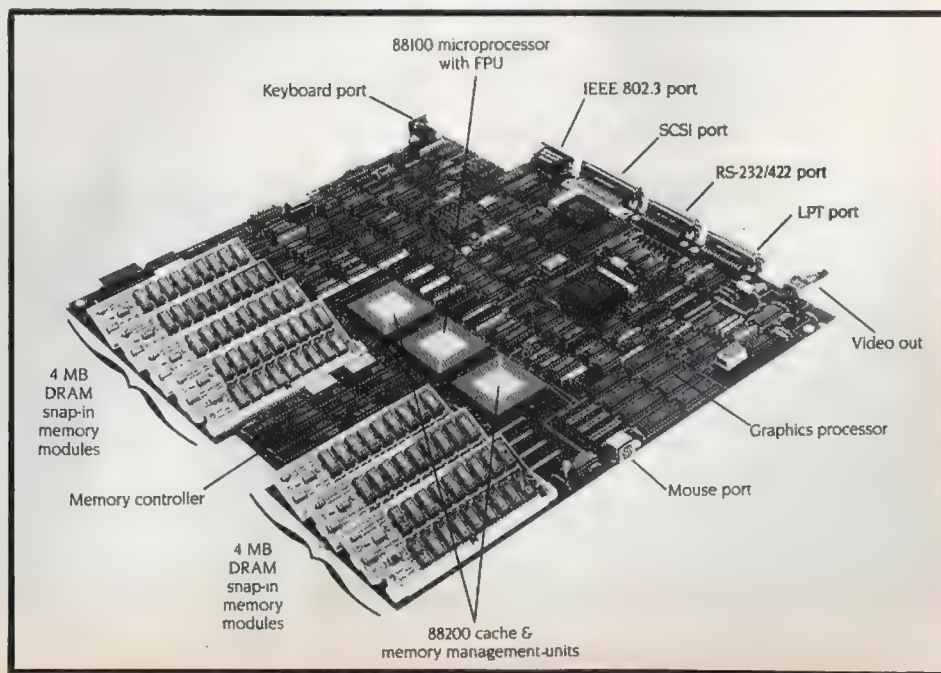 88100 microprocessor
with FPU
Keyboard port
IEEE 802.3 port
SCSI port
RS-232/422 port
LPT port
Video out
4 MB
DRAM
snap-in
memory
modules
Graphics processor
Memory controller
Mouse port
4 MB
DRAM
snap-in
memory
modules
88200 cache &
memory management-units